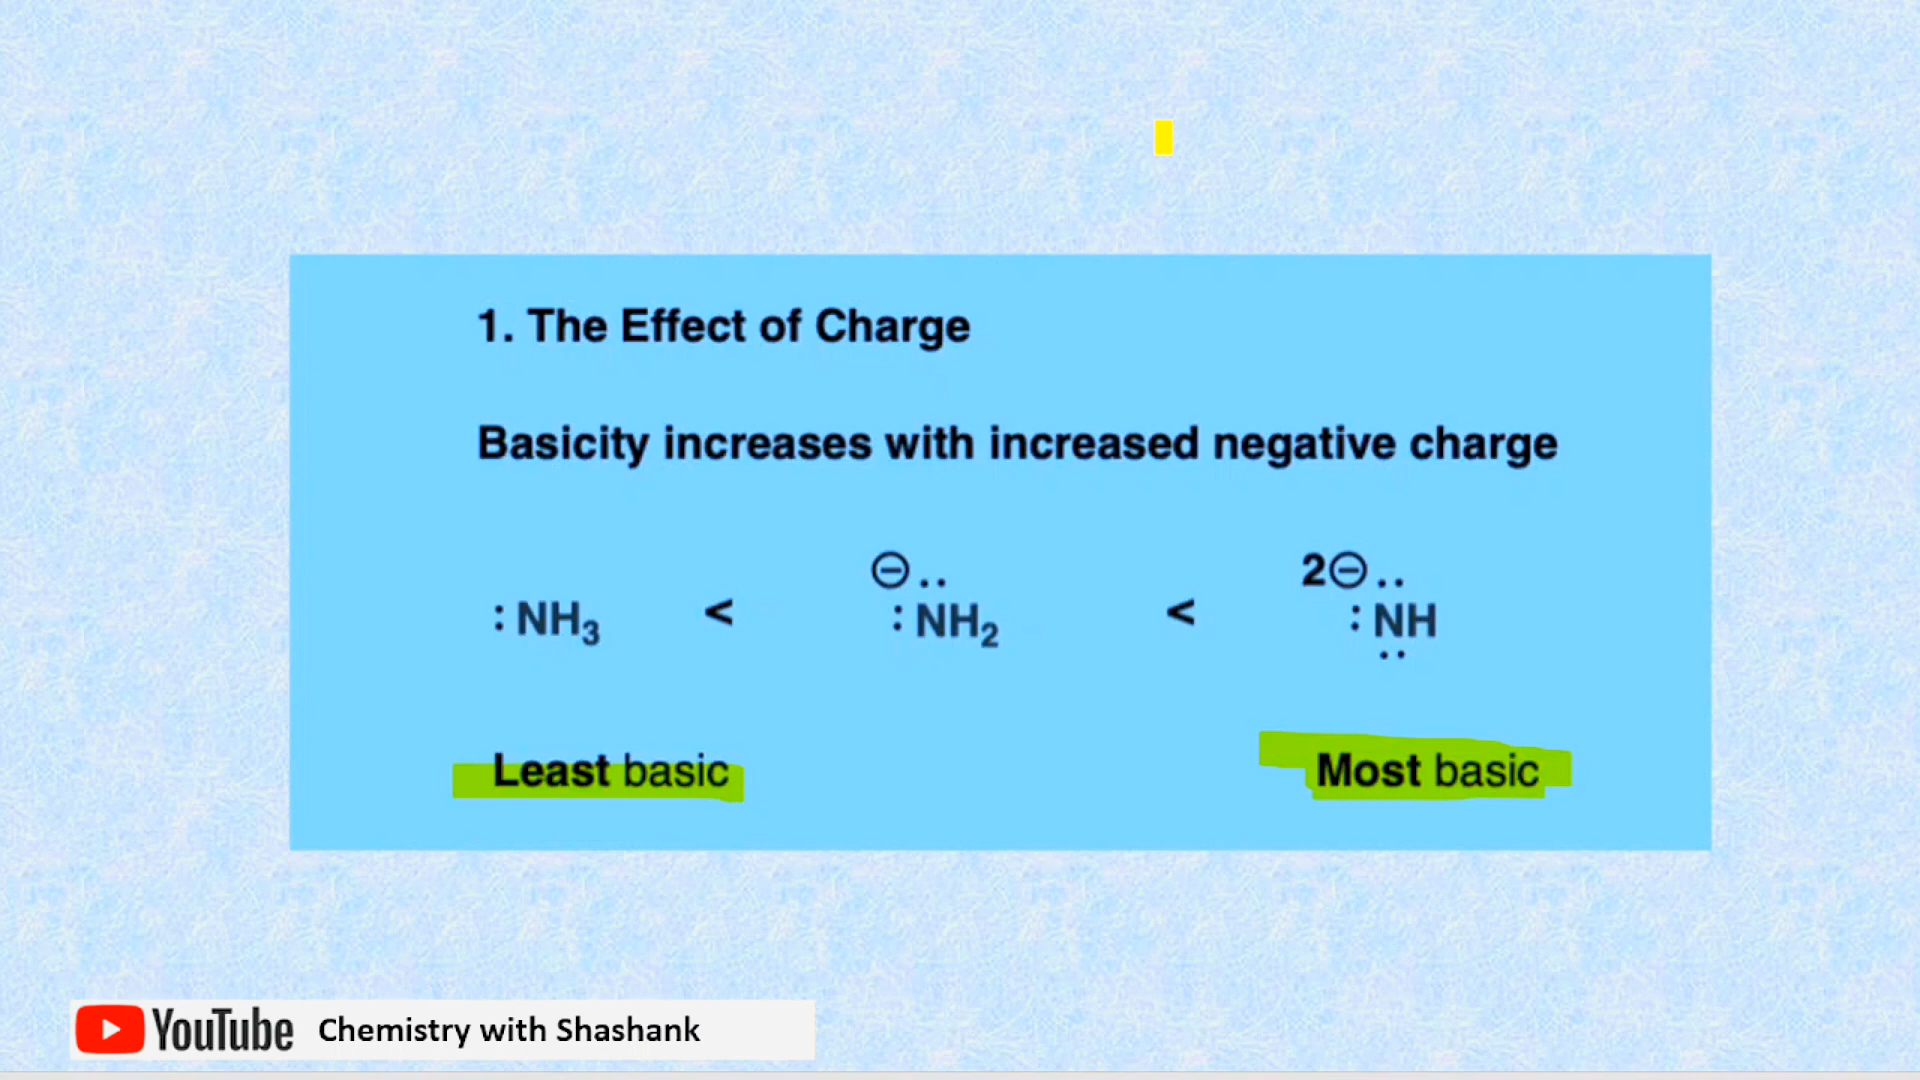 1. The Effect of Charge
Basicity increases with increased negative charge
:NH₃ < ⊖.. :NH₂ < 2⊖.. :NH ..
Least basic Most basic
YouTube Chemistry with Shashank